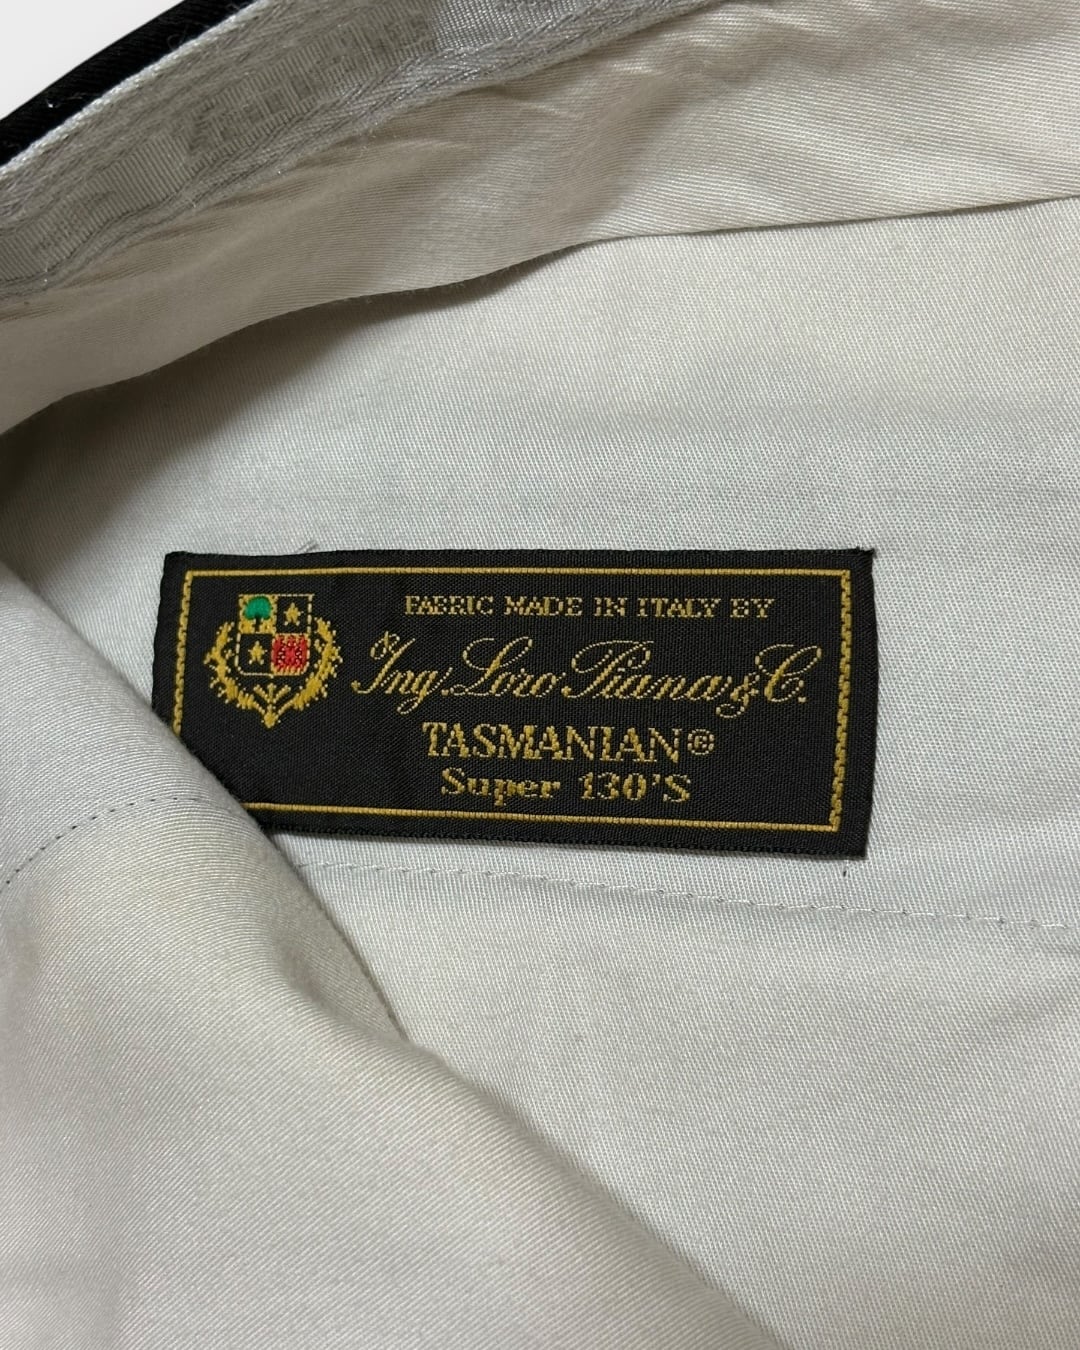 FABRIC MADE IN ITALY BY
Ing. Loro Piana & C.
TASMANIAN®
Super 130'S